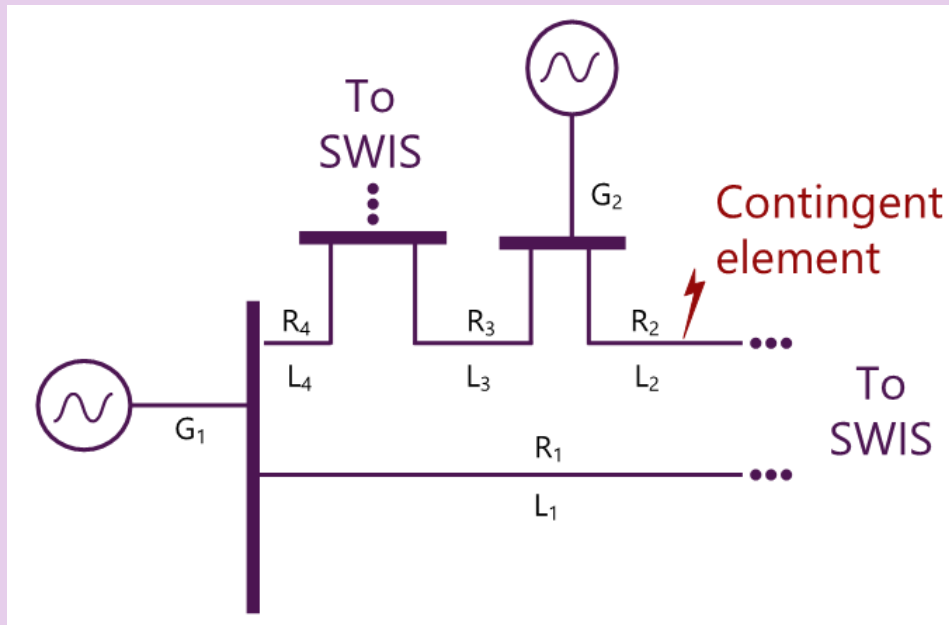 To
SWIS
G₂
Contingent
element
R₄
R₃
R₂
L₄
L₃
L₂
To
SWIS
G₁
R₁
L₁